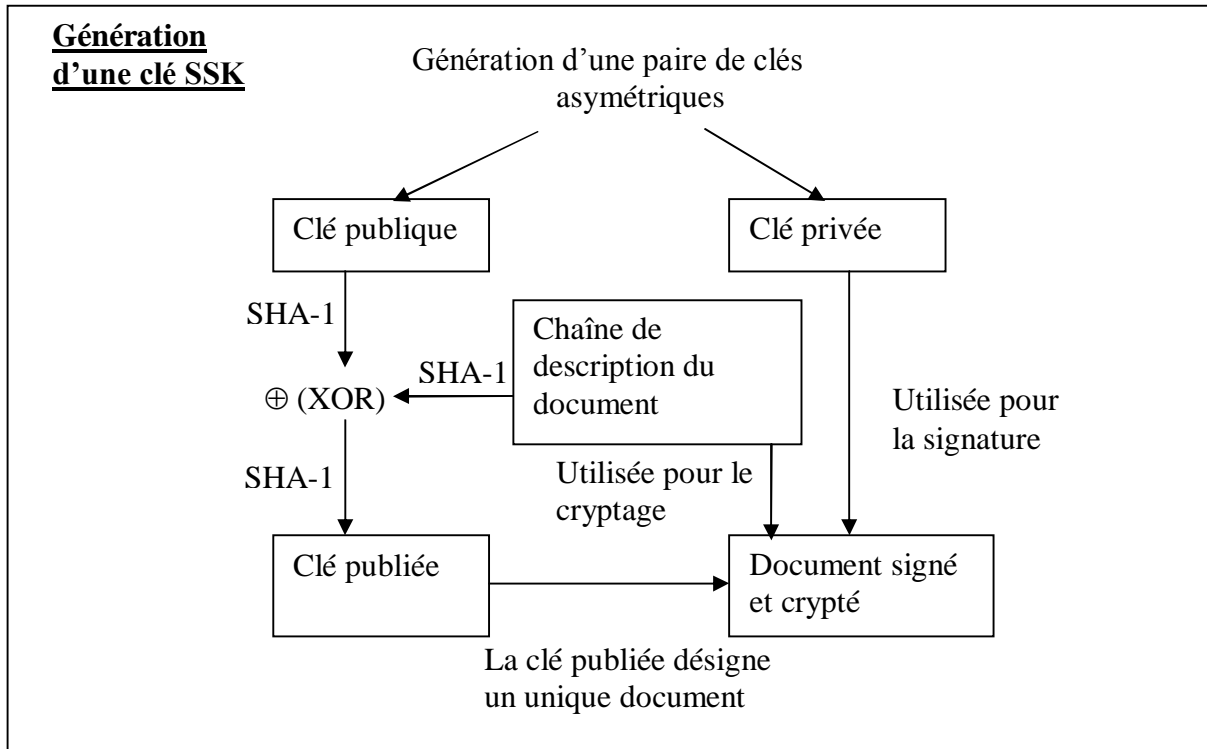 Génération
d’une clé SSK
Génération d’une paire de clés
asymétriques
Clé publique
Clé privée
SHA-1
Chaîne de
description du
document
SHA-1
⊕ (XOR)
Utilisée pour
la signature
SHA-1
Utilisée pour le
cryptage
Clé publiée
Document signé
et crypté
La clé publiée désigne
un unique document